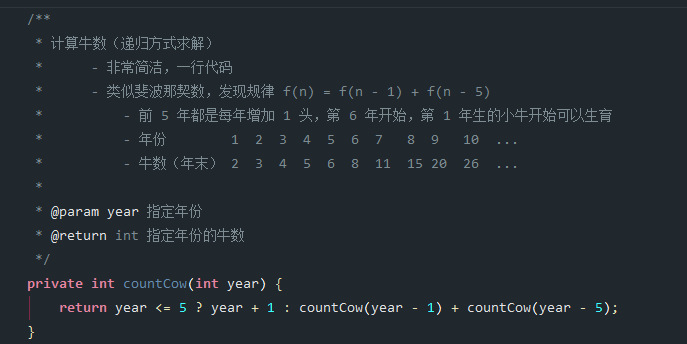 /**
 * 计算牛数（递归方式求解）
 *      - 非常简洁，一行代码
 *      - 类似斐波那契数，发现规律 f(n) = f(n - 1) + f(n - 5)
 *          - 前 5 年都是每年增加 1 头，第 6 年开始，第 1 年生的小牛开始可以生育
 *          - 年份        1  2  3  4  5  6  7   8  9   10  ...
 *          - 牛数（年末） 2  3  4  5  6  8  11  15 20  26  ...
 *
 * @param year 指定年份
 * @return int 指定年份的牛数
 */
private int countCow(int year) {
    return year <= 5 ? year + 1 : countCow(year - 1) + countCow(year - 5);
}